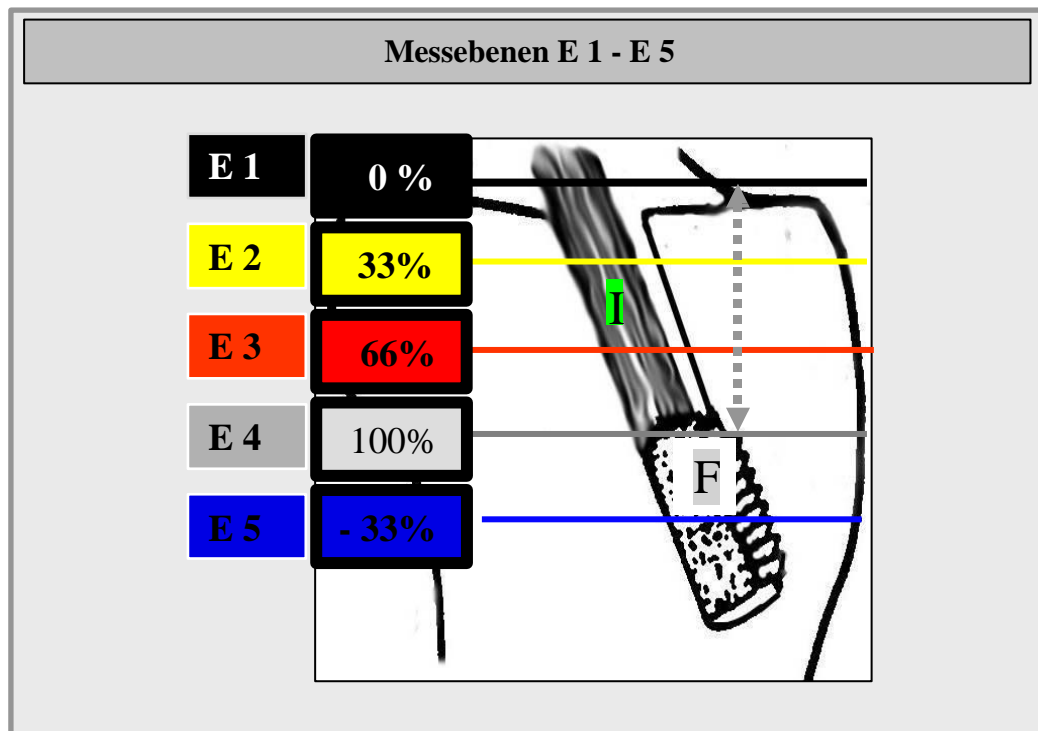 Messebenen E 1 - E 5
E 1 0 %
E 2 33%
I
E 3 66%
E 4 100%
F
E 5 - 33%